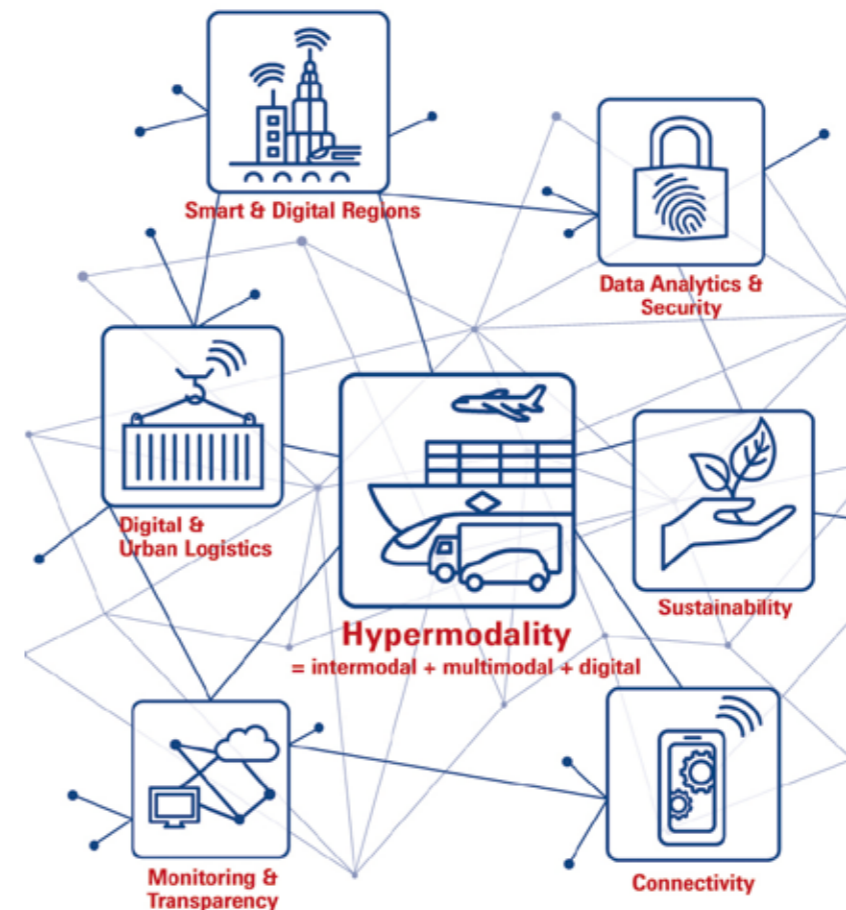 Smart & Digital Regions
Data Analytics &
Security
Digital &
Urban Logistics
Hypermodality
= intermodal + multimodal + digital
Sustainability
Monitoring &
Transparency
Connectivity